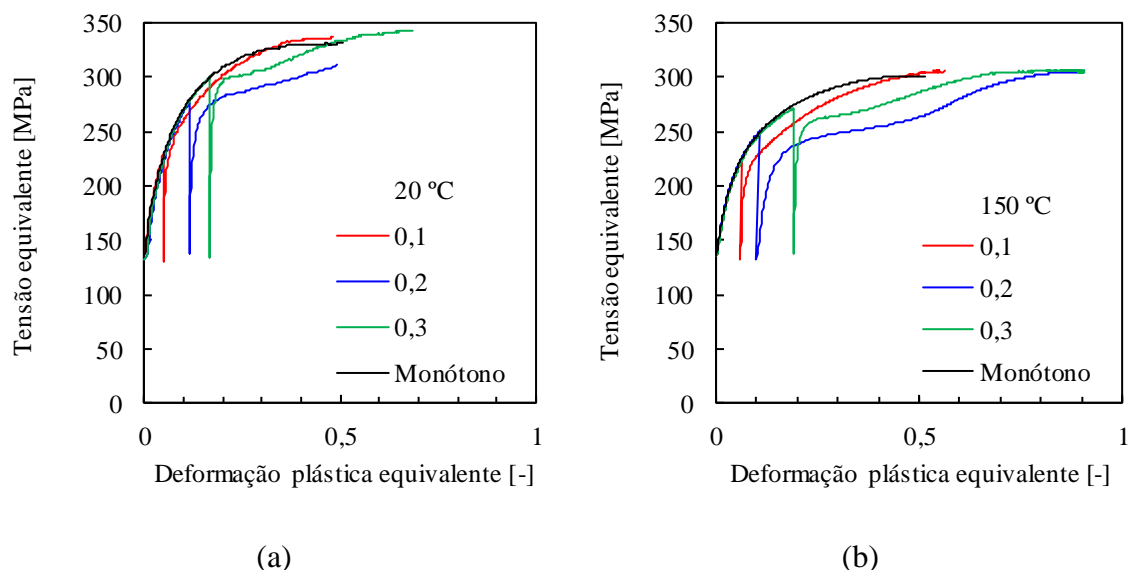 350
300
250
200
150
100
50
0
Tensão equivalente [MPa]
20 ºC
0,1
0,2
0,3
Monótono
0
0,5
1
Deformação plástica equivalente [-]
(a)
350
300
250
200
150
100
50
0
Tensão equivalente [MPa]
150 ºC
0,1
0,2
0,3
Monótono
0
0,5
1
Deformação plástica equivalente [-]
(b)